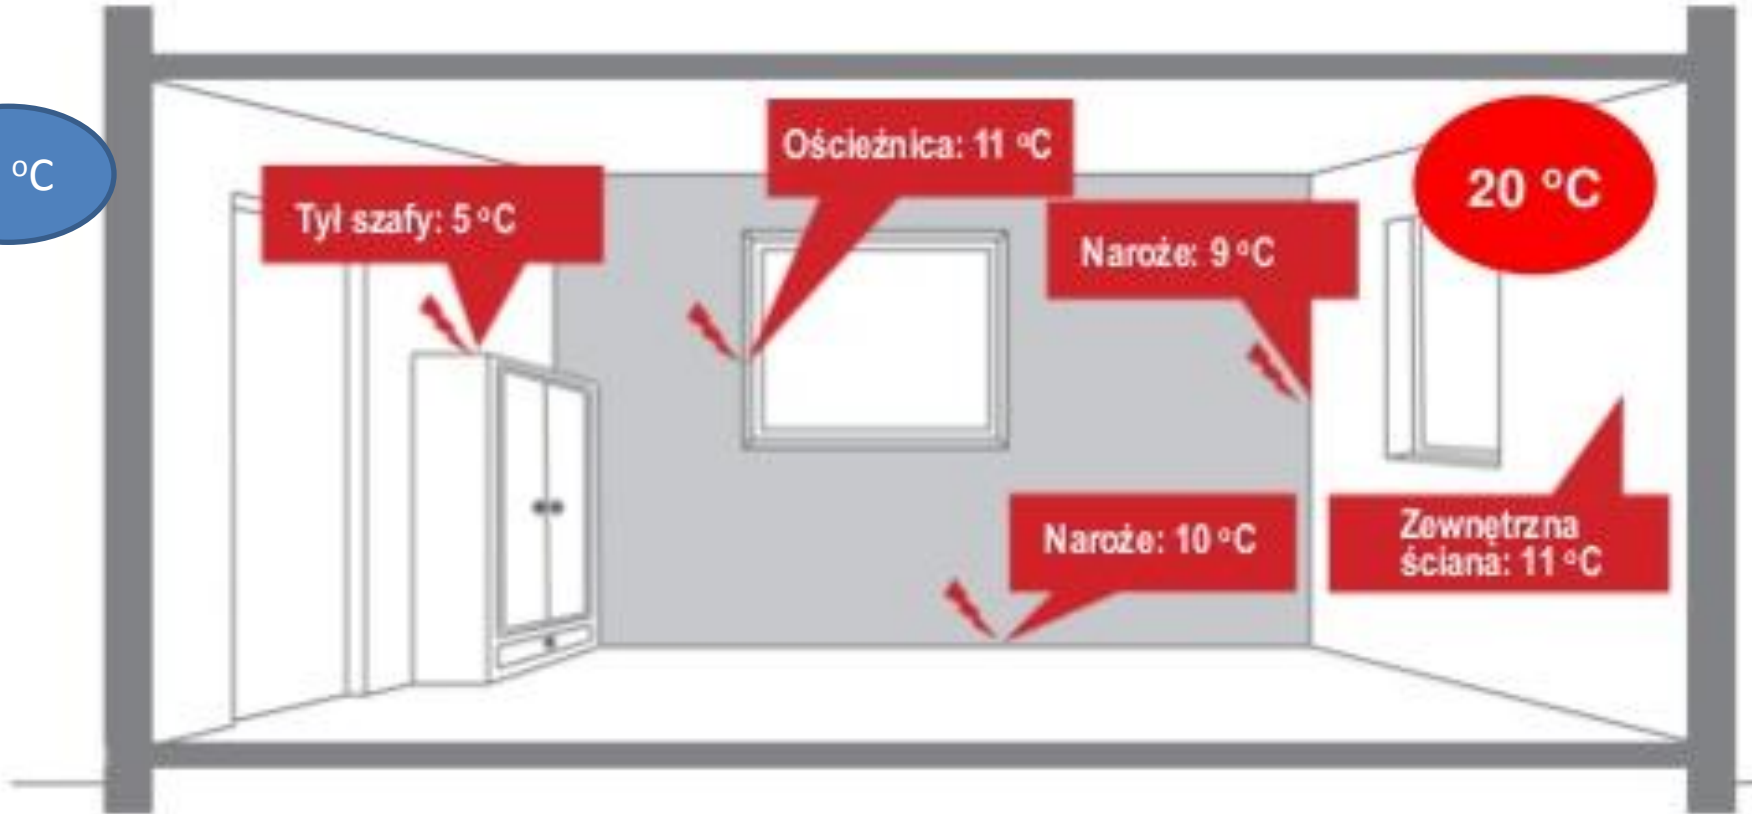 °C
Ościeżnica: 11 °C
20 °C
Tył szafy: 5 °C
Naroże: 9 °C
Naroże: 10 °C
Zewnętrzna
ściana: 11 °C